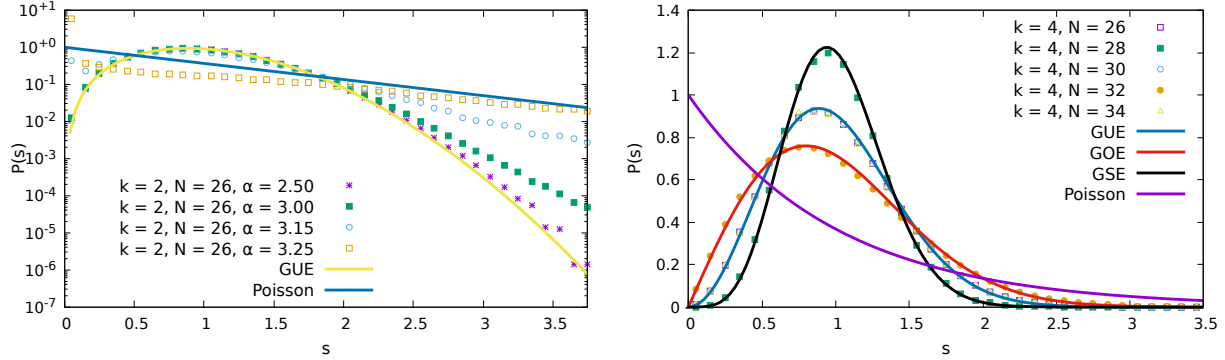 10^+1
10^+0
10^-1
10^-2
10^-3
10^-4
10^-5
10^-6
10^-7
P(s)
k = 2, N = 26, α = 2.50
k = 2, N = 26, α = 3.00
k = 2, N = 26, α = 3.15
k = 2, N = 26, α = 3.25
GUE
Poisson
0 0.5 1 1.5 2 2.5 3 3.5
s
1.4
1.2
1
0.8
0.6
0.4
0.2
0
P(s)
k = 4, N = 26
k = 4, N = 28
k = 4, N = 30
k = 4, N = 32
k = 4, N = 34
GUE
GOE
GSE
Poisson
0 0.5 1 1.5 2 2.5 3 3.5
s